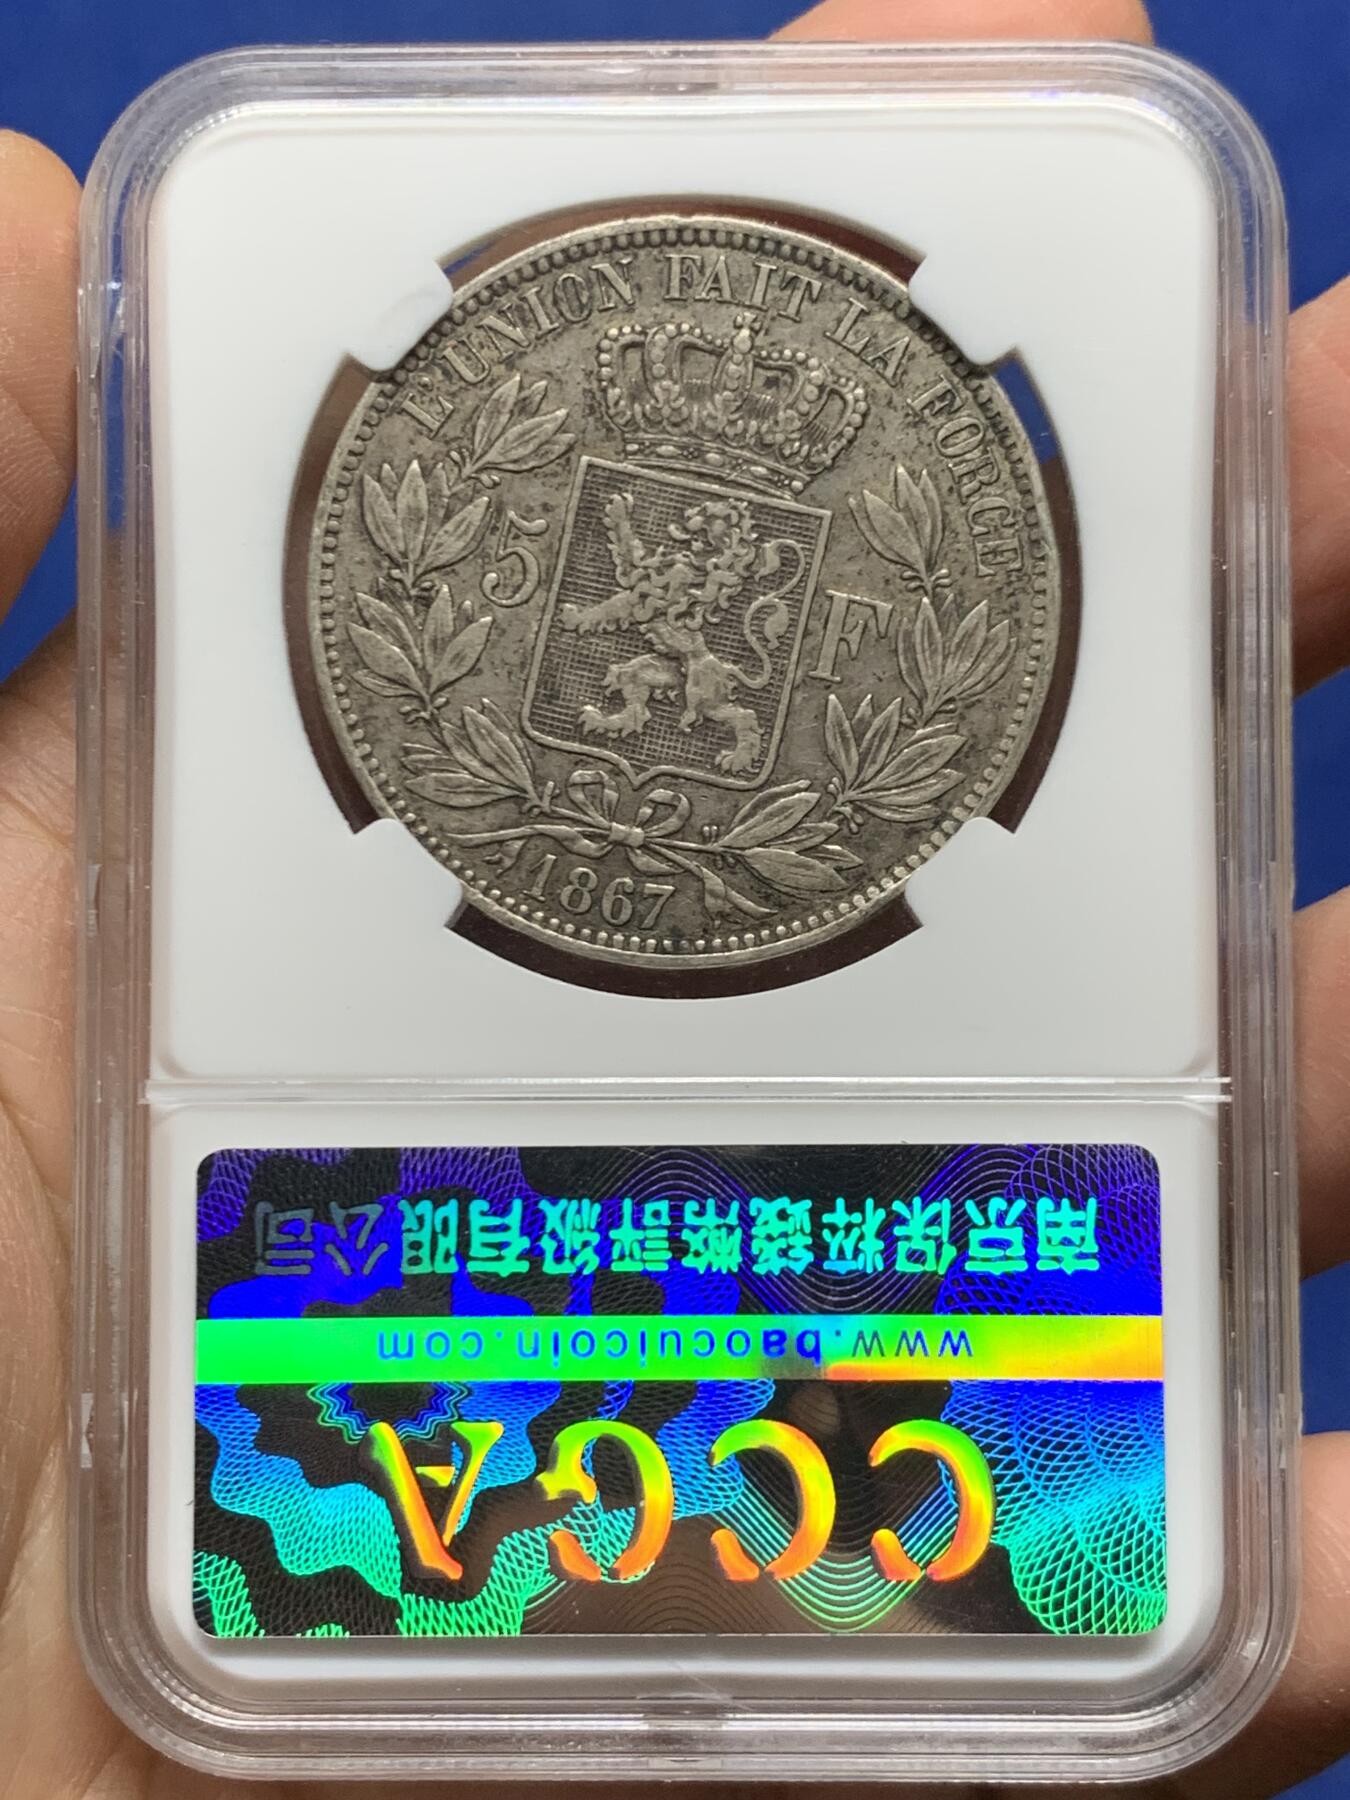 L'UNION FAIT LA FORCE
5 F
1867
CCGA
www.baocuicoin.com
南京保粹錢幣評級有限公司